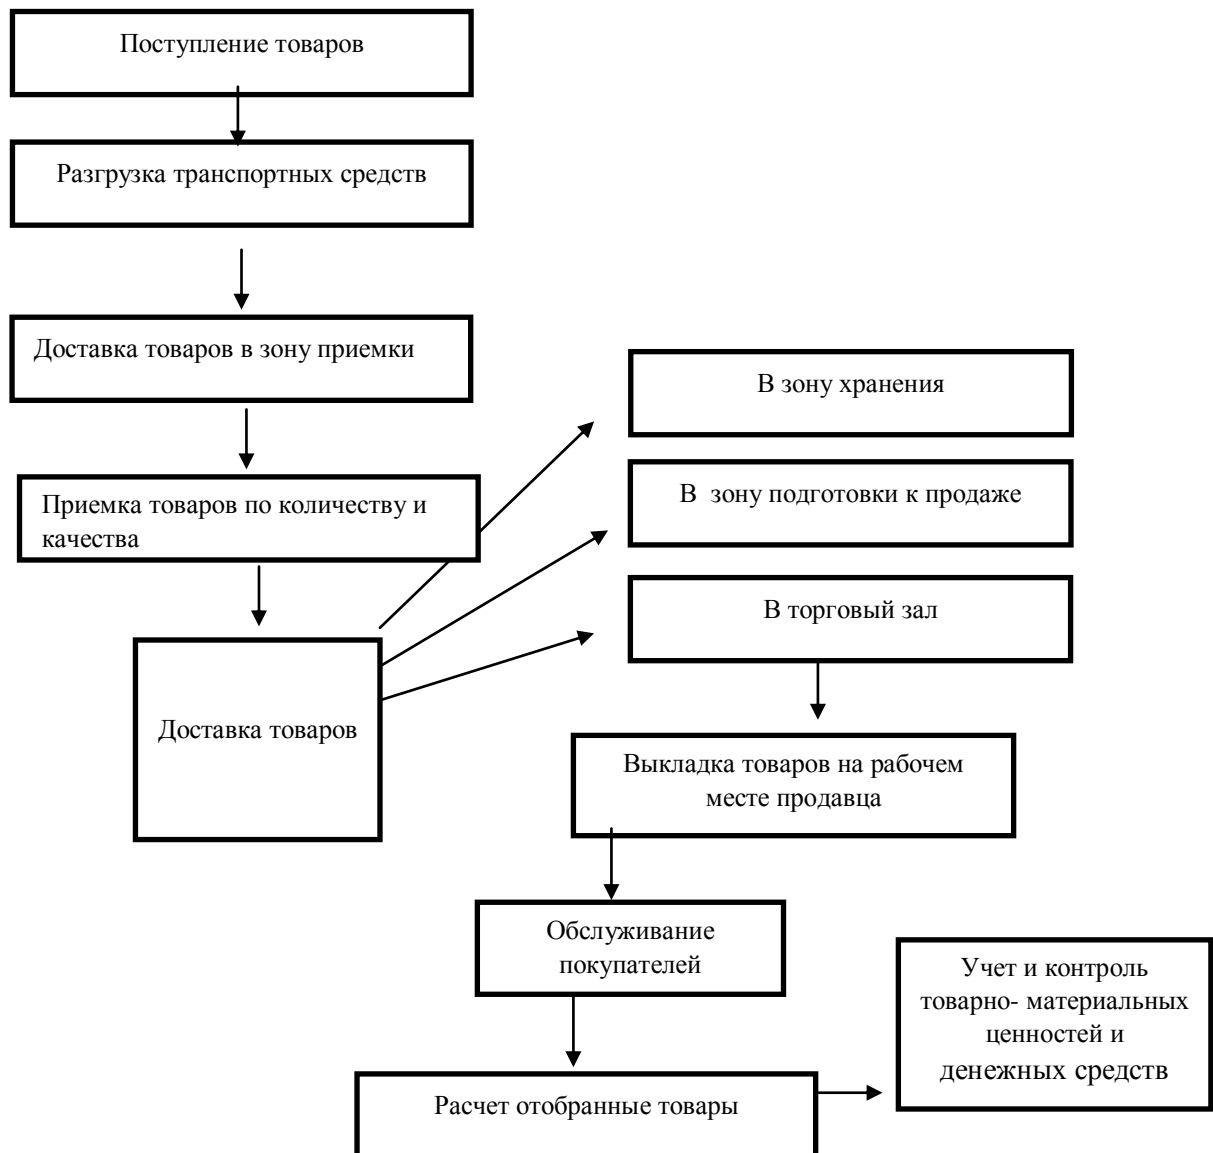 Поступление товаров
Разгрузка транспортных средств
Доставка товаров в зону приемки
В зону хранения
Приемка товаров по количеству и
качества
В зону подготовки к продаже
В торговый зал
Доставка товаров
Выкладка товаров на рабочем
месте продавца
Обслуживание
покупателей
Учет и контроль
товарно- материальных
ценностей и
денежных средств
Расчет отобранные товары